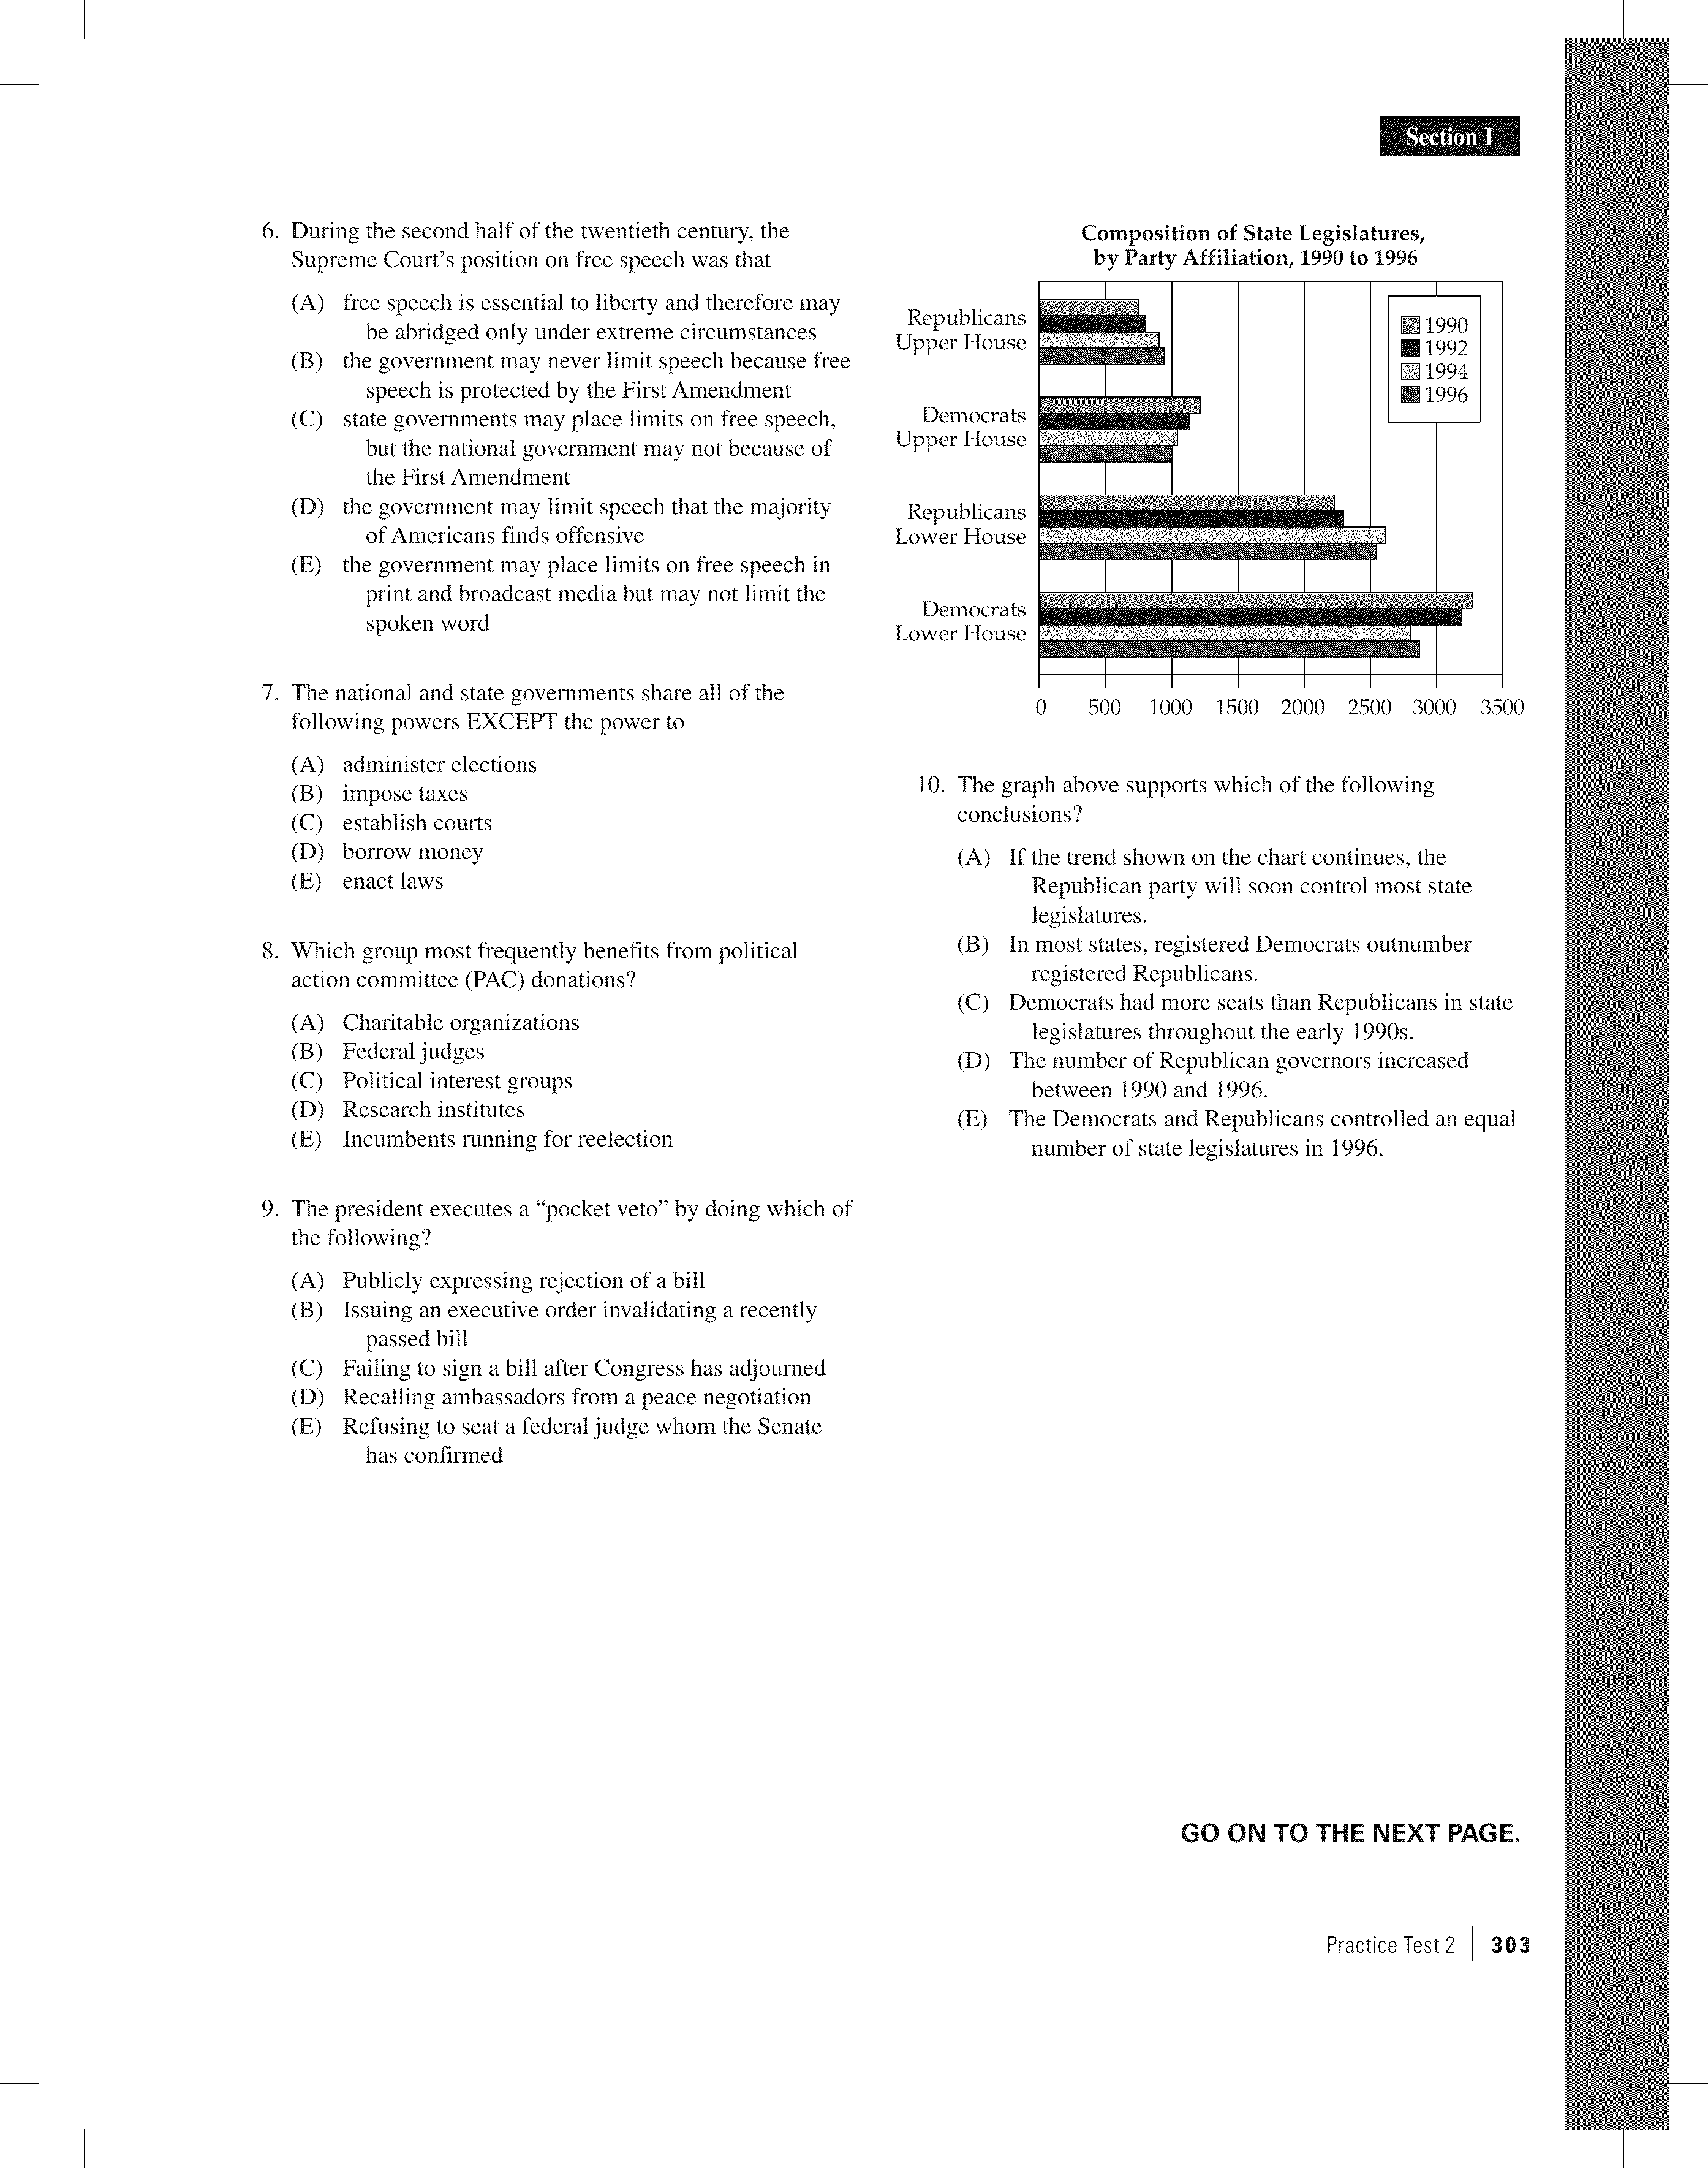 Section I
6. During the second half of the twentieth century, the
Supreme Court's position on free speech was that
(A) free speech is essential to liberty and therefore may
be abridged only under extreme circumstances
(B) the government may never limit speech because free
speech is protected by the First Amendment
(C) state governments may place limits on free speech,
but the national government may not because of
the First Amendment
(D) the government may limit speech that the majority
of Americans finds offensive
(E) the government may place limits on free speech in
print and broadcast media but may not limit the
spoken word
7. The national and state governments share all of the
following powers EXCEPT the power to
(A) administer elections
(B) impose taxes
(C) establish courts
(D) borrow money
(E) enact laws
8. Which group most frequently benefits from political
action committee (PAC) donations?
(A) Charitable organizations
(B) Federal judges
(C) Political interest groups
(D) Research institutes
(E) Incumbents running for reelection
9. The president executes a “pocket veto” by doing which of
the following?
(A) Publicly expressing rejection of a bill
(B) Issuing an executive order invalidating a recently
passed bill
(C) Failing to sign a bill after Congress has adjourned
(D) Recalling ambassadors from a peace negotiation
(E) Refusing to seat a federal judge whom the Senate
has confirmed
Composition of State Legislatures,
by Party Affiliation, 1990 to 1996
Republicans
Upper House
Democrats
Upper House
Republicans
Lower House
Democrats
Lower House
1990
1992
1994
1996
0 500 1000 1500 2000 2500 3000 3500
10. The graph above supports which of the following
conclusions?
(A) If the trend shown on the chart continues, the
Republican party will soon control most state
legislatures.
(B) In most states, registered Democrats outnumber
registered Republicans.
(C) Democrats had more seats than Republicans in state
legislatures throughout the early 1990s.
(D) The number of Republican governors increased
between 1990 and 1996.
(E) The Democrats and Republicans controlled an equal
number of state legislatures in 1996.
GO ON TO THE NEXT PAGE.
Practice Test 2 | 303